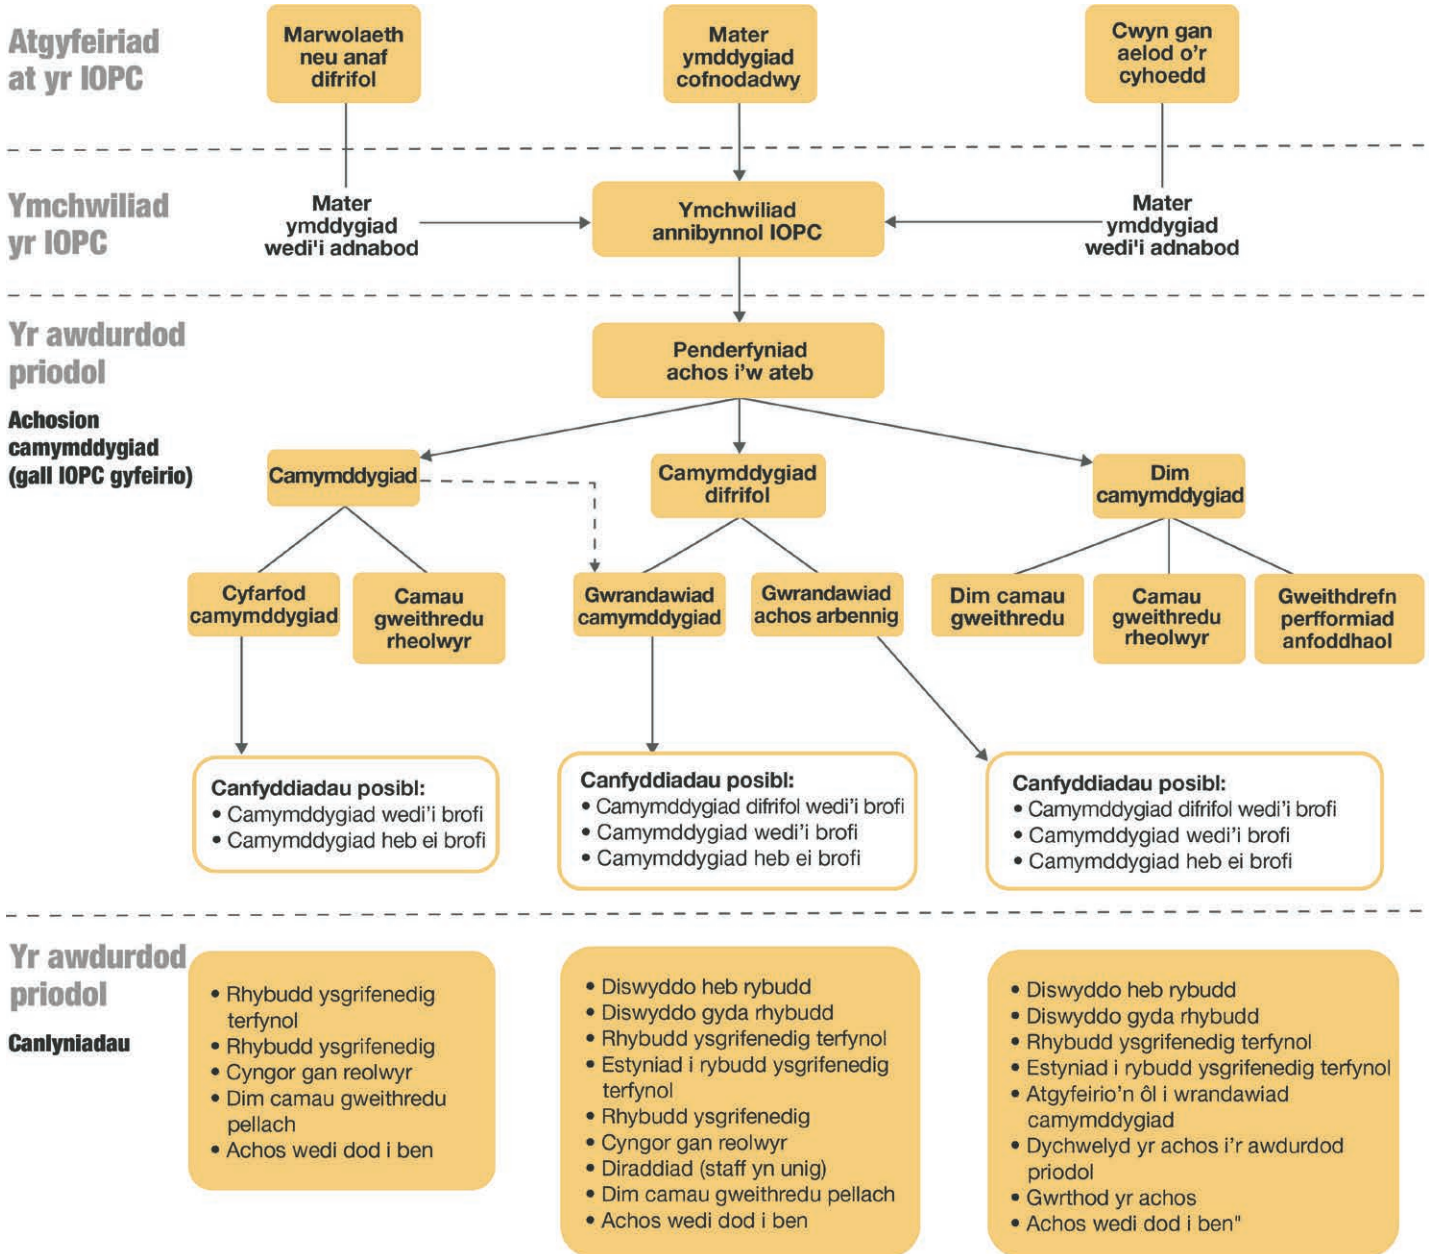 Atgyfeiriad
at yr IOPC
Marwolaeth
neu anaf
difrifol
Mater
ymddygiad
cofnodadwy
Cwyn gan
aelod o'r
cyhoedd
Ymchwiliad
yr IOPC
Mater
ymddygiad
wedi'i adnabod
Ymchwiliad
annibynnol IOPC
Mater
ymddygiad
wedi'i adnabod
Yr awdurdod
priodol
Achosion
camymddygiad
(gall IOPC gyfeirio)
Penderfyniad
achos i'w ateb
Camymddygiad
Camymddygiad
difrifol
Dim
camymddygiad
Cyfarfod
camymddygiad
Camau
gweithredu
rheolwyr
Gwrandawiad
camymddygiad
Gwrandawiad
achos arbennig
Dim camau
gweithredu
Camau
gweithredu
rheolwyr
Gweithdrefn
perfformiad
anfoddhaol
Canfyddiadau posibl:
• Camymddygiad wedi'i brofi
• Camymddygiad heb ei brofi
Canfyddiadau posibl:
• Camymddygiad difrifol wedi'i brofi
• Camymddygiad wedi'i brofi
• Camymddygiad heb ei brofi
Canfyddiadau posibl:
• Camymddygiad difrifol wedi'i brofi
• Camymddygiad wedi'i brofi
• Camymddygiad heb ei brofi
Yr awdurdod
priodol
Canlyniadau
• Rhybudd ysgrifenedig
terfynol
• Rhybudd ysgrifenedig
• Cyngor gan reolwyr
• Dim camau gweithredu
pellach
• Achos wedi dod i ben
• Diswyddo heb rybudd
• Diswyddo gyda rhybudd
• Rhybudd ysgrifenedig terfynol
• Estyniad i rybudd ysgrifenedig
terfynol
• Rhybudd ysgrifenedig
• Cyngor gan reolwyr
• Diraddiad (staff yn unig)
• Dim camau gweithredu pellach
• Achos wedi dod i ben
• Diswyddo heb rybudd
• Diswyddo gyda rhybudd
• Rhybudd ysgrifenedig terfynol
• Estyniad i rybudd ysgrifenedig terfynol
• Atgyfeirio'n ôl i wrandawiad
camymddygiad
• Dychwelyd yr achos i'r awdurdod
priodol
• Gwrthod yr achos
• Achos wedi dod i ben"